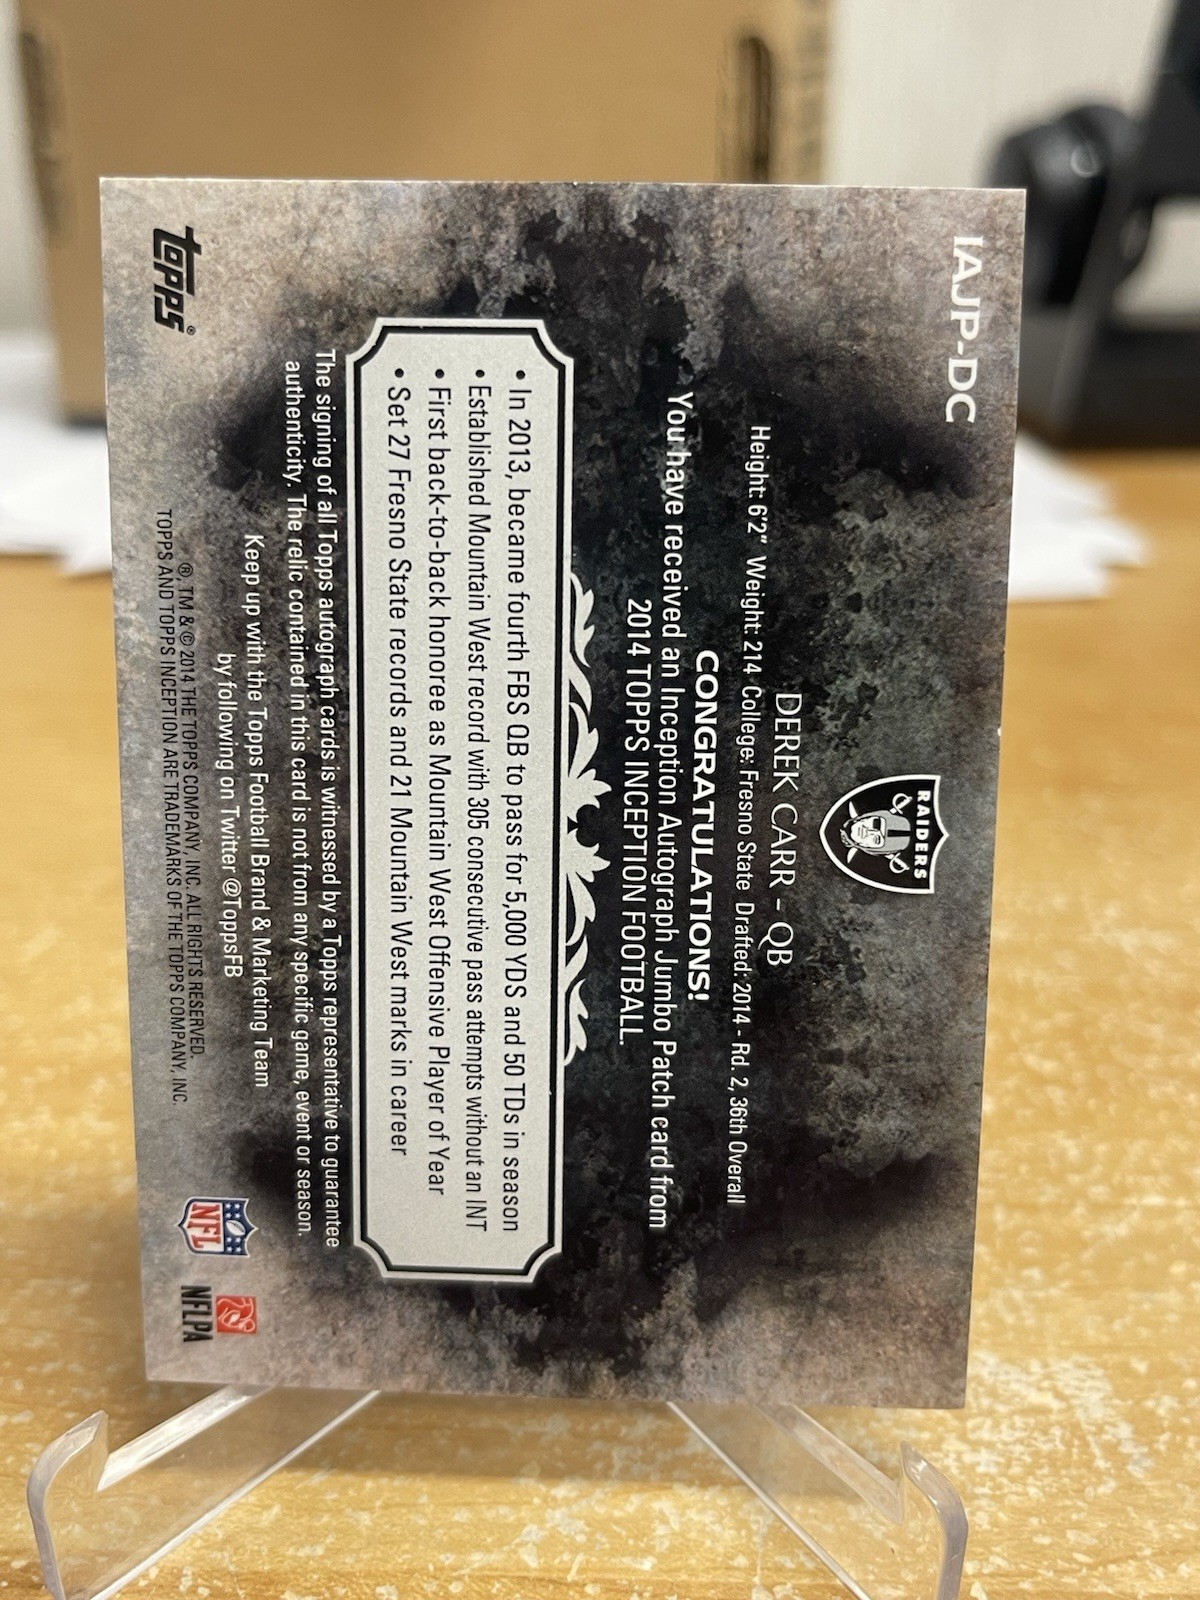 IAJP-DC
RAIDERS
DEREK CARR - QB
Height: 6'2" Weight: 214 College: Fresno State Drafted: 2014 - Rd. 2, 36th Overall
CONGRATULATIONS!
You have received an Inception Autograph Jumbo Patch card from
2014 TOPPS INCEPTION FOOTBALL.
• In 2013, became fourth FBS QB to pass for 5,000 YDS and 50 TDs in season
• Established Mountain West record with 305 consecutive pass attempts without an INT
• First back-to-back honoree as Mountain West Offensive Player of Year
• Set 27 Fresno State records and 21 Mountain West marks in career
The signing of all Topps autograph cards is witnessed by a Topps representative to guarantee
authenticity. The relic contained in this card is not from any specific game, event or season.
Keep up with the Topps Football Brand & Marketing Team
by following on Twitter @ToppsFB
®, TM & © 2014 THE TOPPS COMPANY, INC. ALL RIGHTS RESERVED.
TOPPS AND TOPPS INCEPTION ARE TRADEMARKS OF THE TOPPS COMPANY, INC.
topps®
NFL
NFLPA